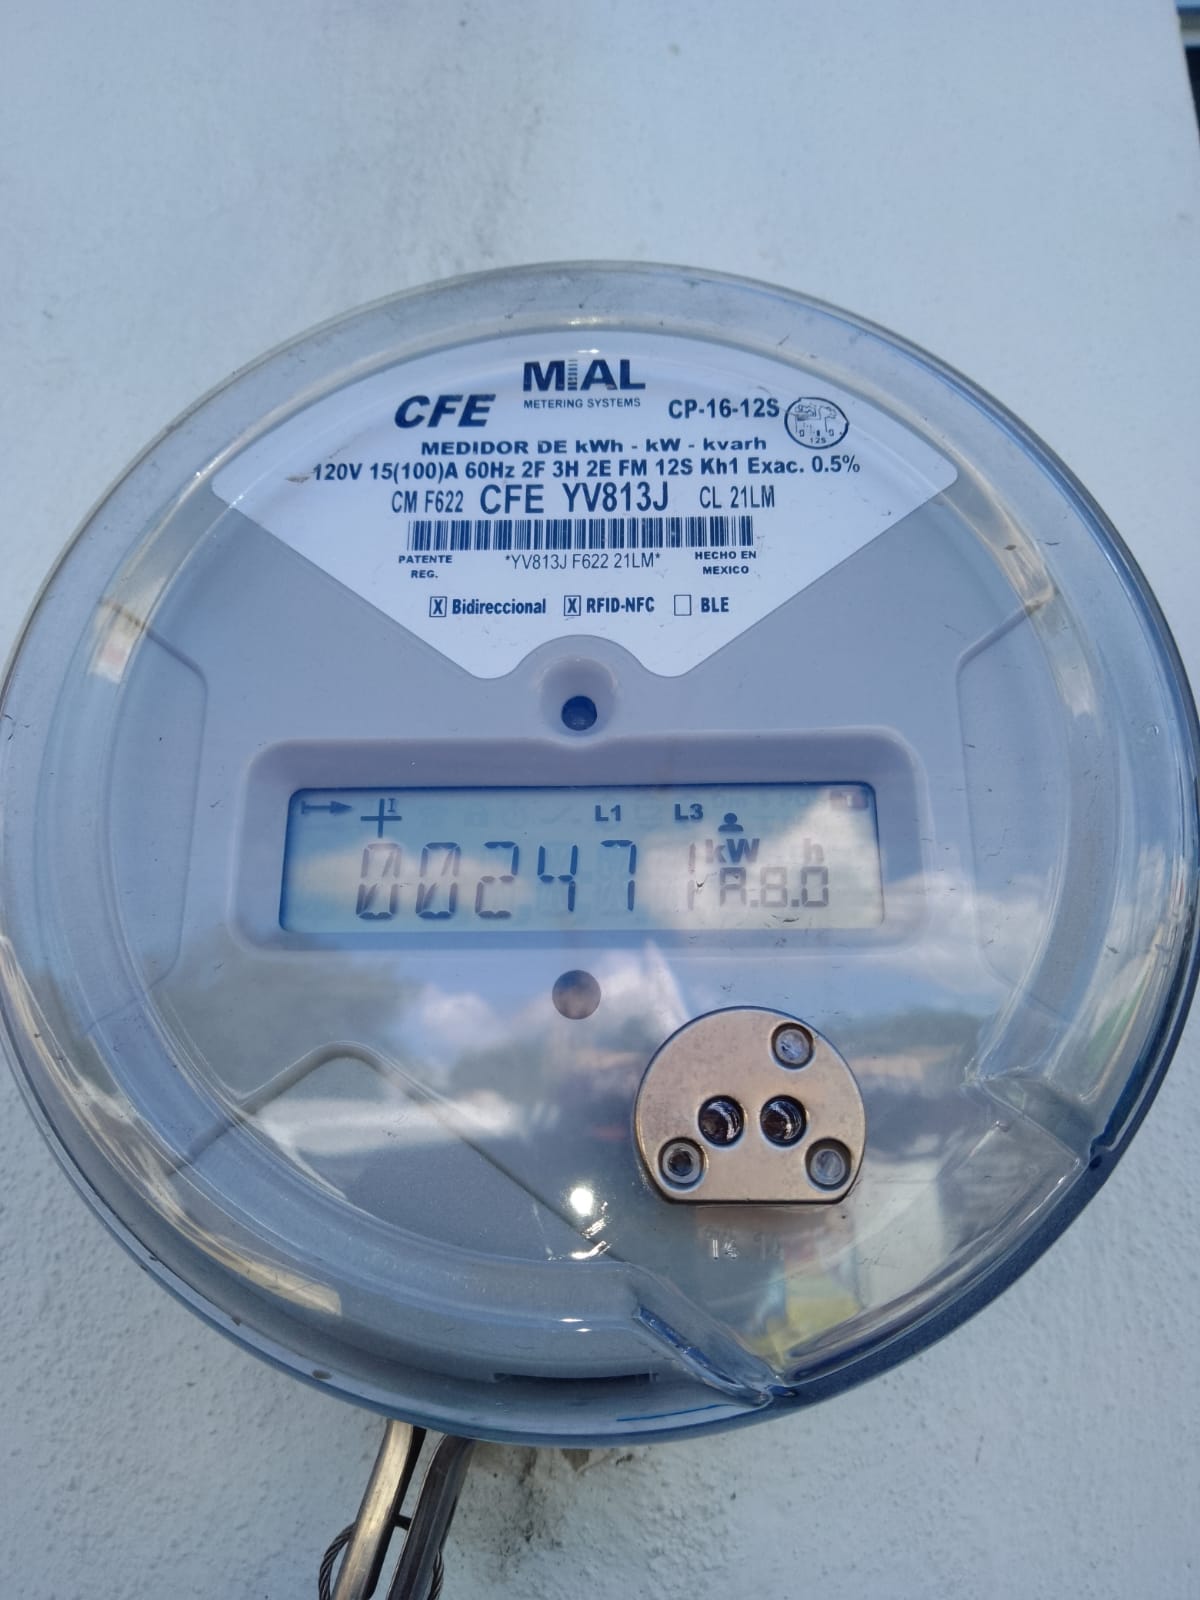 MIAL
METERING SYSTEMS
CFE
CP-16-12S
12S
MEDIDOR DE kWh - kW - kvarh
120V 15(100)A 60Hz 2F 3H 2E FM 12S Kh1 Exac. 0.5%
CM F622 CFE YV813J CL 21LM
PATENTE REG.
*YV813J F622 21LM*
HECHO EN MEXICO
X Bidireccional X RFID-NFC BLE
L1 L3
kW h
002471 A.8.0